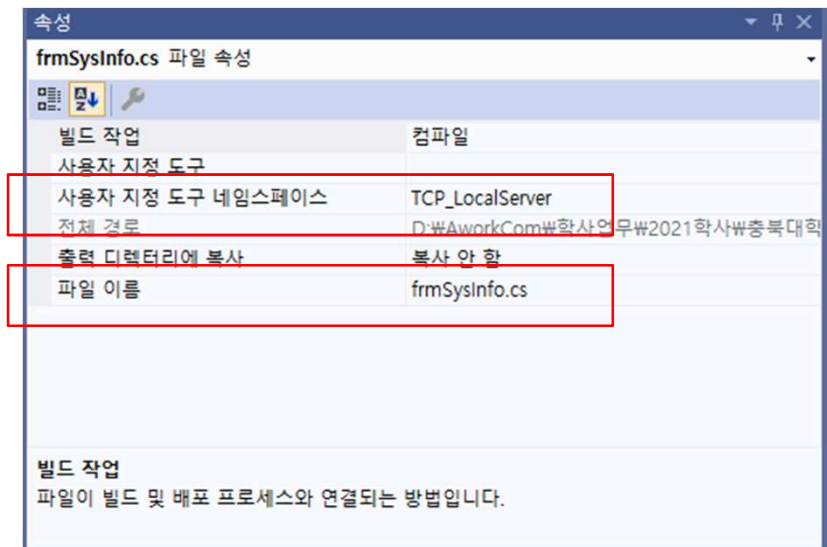 속성
frmSysInfo.cs 파일 속성
빌드 작업 컴파일
사용자 지정 도구
사용자 지정 도구 네임스페이스 TCP_LocalServer
전체 경로 D:₩AworkCom₩학사업무₩2021학사₩충북대학
출력 디렉터리에 복사 복사 안 함
파일 이름 frmSysInfo.cs
빌드 작업
파일이 빌드 및 배포 프로세스와 연결되는 방법입니다.